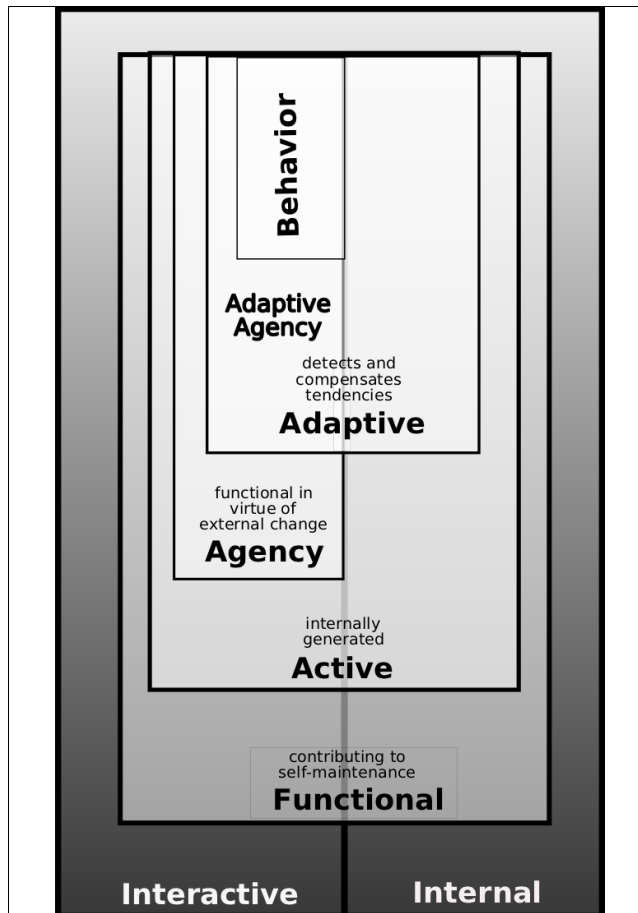 Behavior
Adaptive
Agency
detects and
compensates
tendencies
Adaptive
functional in
virtue of
external change
Agency
internally
generated
Active
contributing to
self-maintenance
Functional
Interactive
Internal